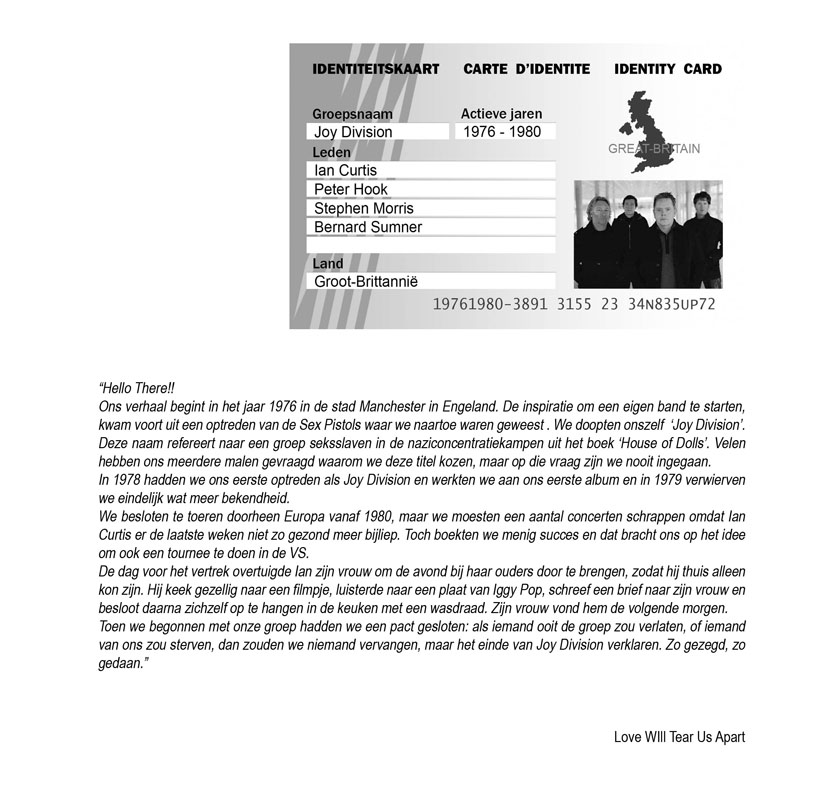 IDENTITEITSKAART CARTE D'IDENTITE IDENTITY CARD
Groepsnaam Actieve jaren
Joy Division 1976 - 1980
Leden
Ian Curtis
Peter Hook
Stephen Morris
Bernard Sumner
Land
Groot-Brittannië
GREAT-BRITAIN
19761980-3891 3155 23 34N835UP72
“Hello There!!
Ons verhaal begint in het jaar 1976 in de stad Manchester in Engeland. De inspiratie om een eigen band te starten,
kwam voort uit een optreden van de Sex Pistols waar we naartoe waren geweest . We doopten onszelf ‘Joy Division’.
Deze naam refereert naar een groep seksslaven in de naziconcentratiekampen uit het boek ‘House of Dolls’. Velen
hebben ons meerdere malen gevraagd waarom we deze titel kozen, maar op die vraag zijn we nooit ingegaan.
In 1978 hadden we ons eerste optreden als Joy Division en werkten we aan ons eerste album en in 1979 verwierven
we eindelijk wat meer bekendheid.
We besloten te toeren doorheen Europa vanaf 1980, maar we moesten een aantal concerten schrappen omdat Ian
Curtis er de laatste weken niet zo gezond meer bijliep. Toch boekten we menig succes en dat bracht ons op het idee
om ook een tournee te doen in de VS.
De dag voor het vertrek overtuigde Ian zijn vrouw om de avond bij haar ouders door te brengen, zodat hij thuis alleen
kon zijn. Hij keek gezellig naar een filmpje, luisterde naar een plaat van Iggy Pop, schreef een brief naar zijn vrouw en
besloot daarna zichzelf op te hangen in de keuken met een wasdraad. Zijn vrouw vond hem de volgende morgen.
Toen we begonnen met onze groep hadden we een pact gesloten: als iemand ooit de groep zou verlaten, of iemand
van ons zou sterven, dan zouden we niemand vervangen, maar het einde van Joy Division verklaren. Zo gezegd, zo
gedaan.”
Love WIll Tear Us Apart